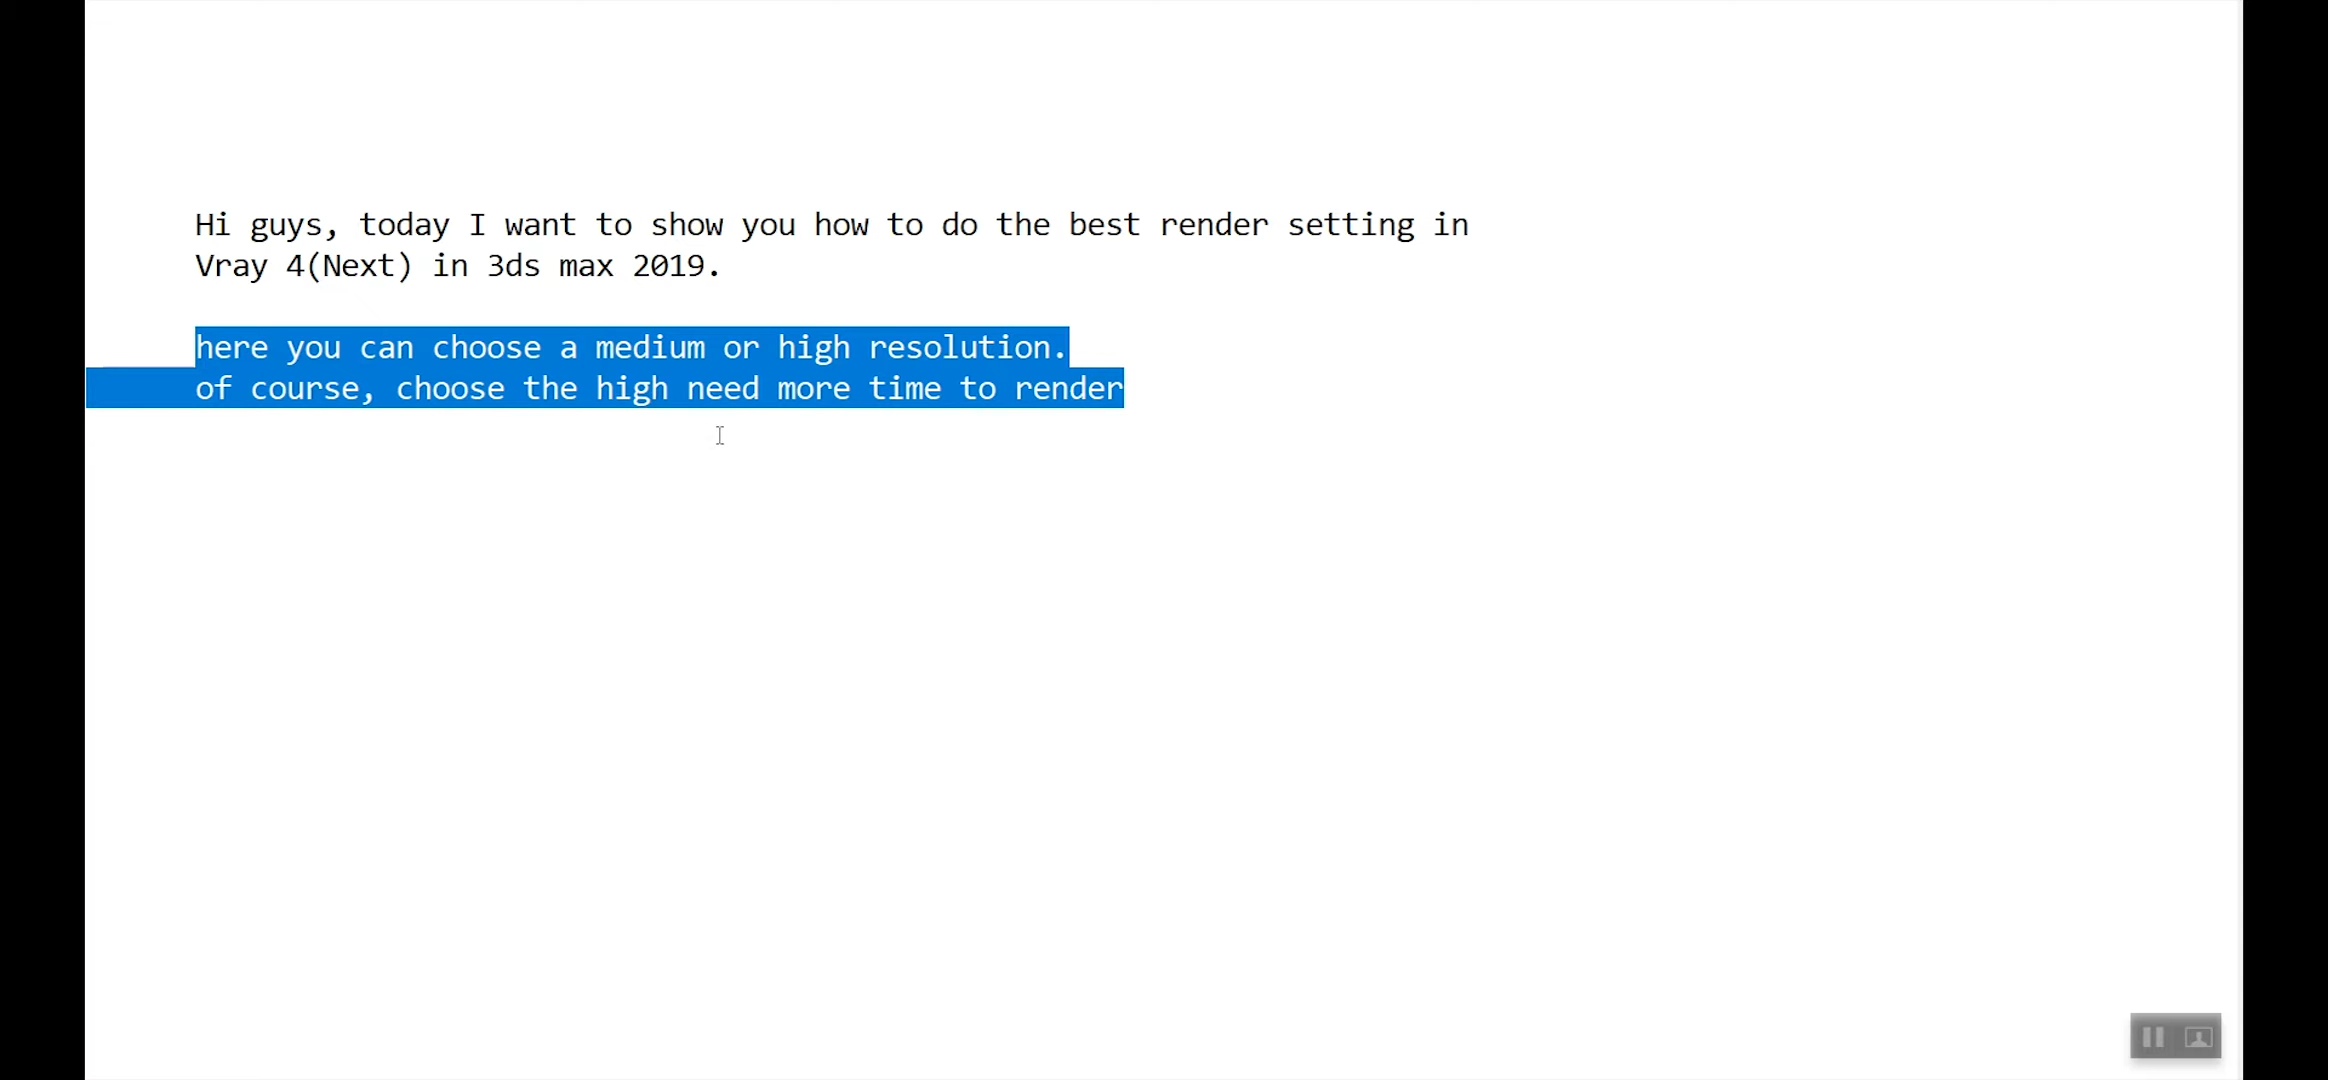 Hi guys, today I want to show you how to do the best render setting in
Vray 4(Next) in 3ds max 2019.
here you can choose a medium or high resolution.
of course, choose the high need more time to render